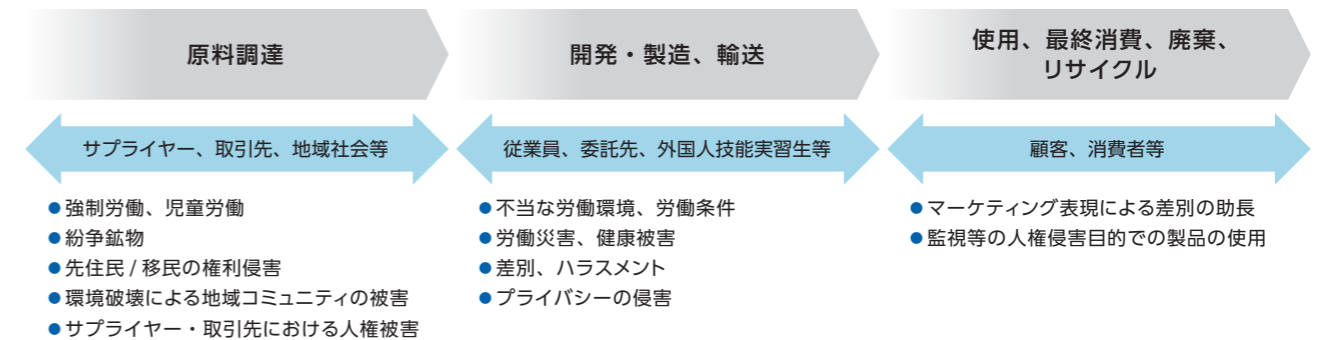 原料調達
サプライヤー、取引先、地域社会等
●強制労働、児童労働
●紛争鉱物
●先住民 / 移民の権利侵害
●環境破壊による地域コミュニティの被害
●サプライヤー・取引先における人権被害
開発・製造、輸送
従業員、委託先、外国人技能実習生等
●不当な労働環境、労働条件
●労働災害、健康被害
●差別、ハラスメント
●プライバシーの侵害
使用、最終消費、廃棄、
リサイクル
顧客、消費者等
●マーケティング表現による差別の助長
●監視等の人権侵害目的での製品の使用